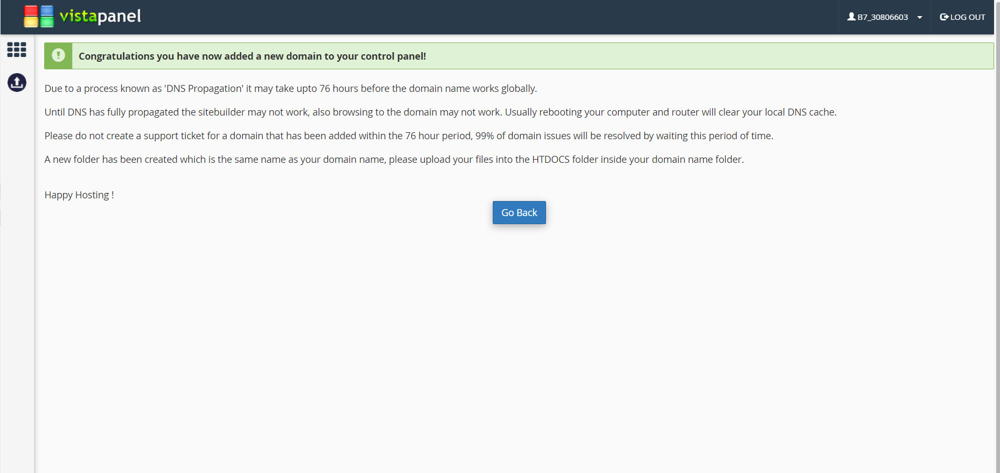 vistapanel
B7_30806603
LOG OUT
Congratulations you have now added a new domain to your control panel!
Due to a process known as 'DNS Propagation' it may take upto 76 hours before the domain name works globally.
Until DNS has fully propagated the sitebuilder may not work, also browsing to the domain may not work. Usually rebooting your computer and router will clear your local DNS cache.
Please do not create a support ticket for a domain that has been added within the 76 hour period, 99% of domain issues will be resolved by waiting this period of time.
A new folder has been created which is the same name as your domain name, please upload your files into the HTDOCS folder inside your domain name folder.
Happy Hosting !
Go Back